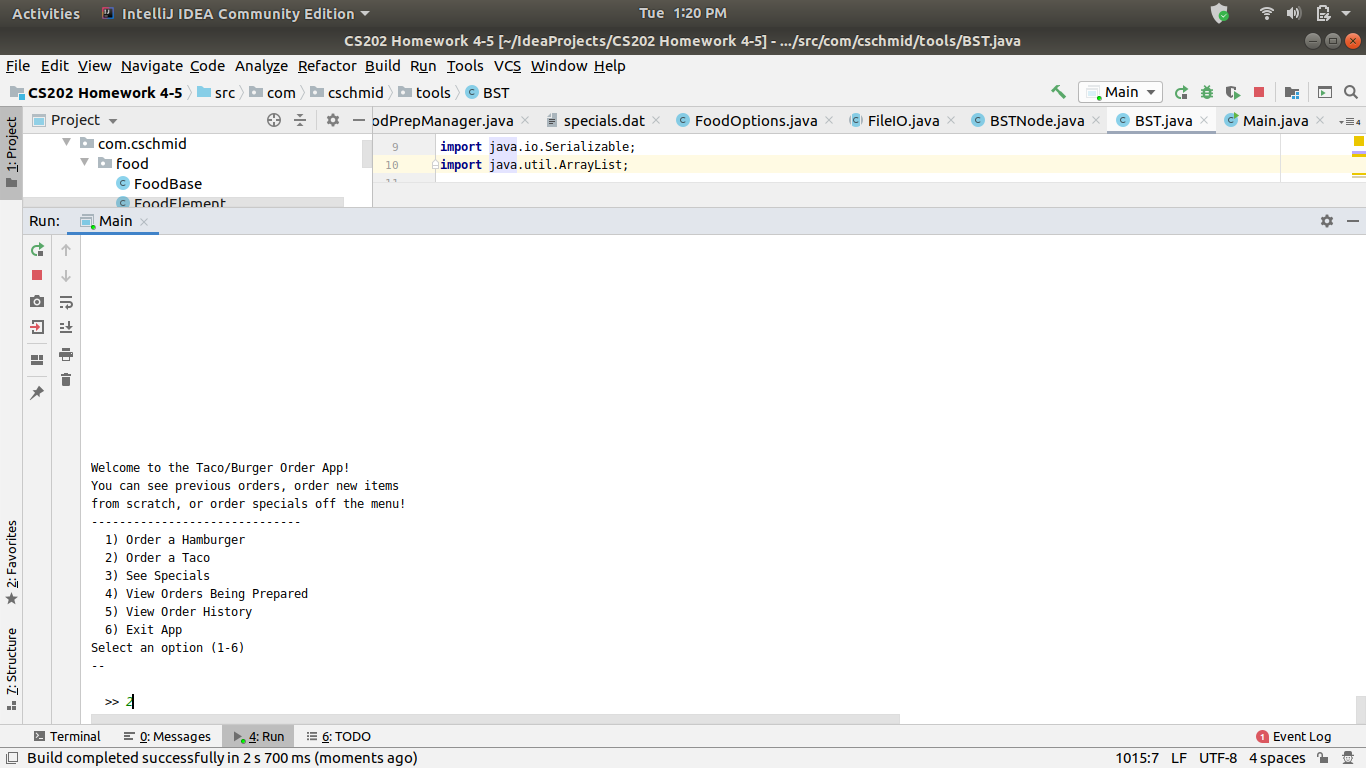 Activities IntelliJ IDEA Community Edition Tue 1:20 PM
CS202 Homework 4-5 [~/IdeaProjects/CS202 Homework 4-5] - .../src/com/cschmid/tools/BST.java
File Edit View Navigate Code Analyze Refactor Build Run Tools VCS Window Help
CS202 Homework 4-5 src com cschmid tools BST Main
1: Project
Project odPrepManager.java specials.dat FoodOptions.java FileIO.java BSTNode.java BST.java Main.java 4
com.cschmid
food
FoodBase
FoodElement
9 import java.io.Serializable;
10 import java.util.ArrayList;
11
Run: Main
Welcome to the Taco/Burger Order App!
You can see previous orders, order new items
from scratch, or order specials off the menu!
------------------------------
1) Order a Hamburger
2) Order a Taco
3) See Specials
4) View Orders Being Prepared
5) View Order History
6) Exit App
Select an option (1-6)
--
>> 2
2: Favorites
7: Structure
Terminal 0: Messages 4: Run 6: TODO 1 Event Log
Build completed successfully in 2 s 700 ms (moments ago) 1015:7 LF UTF-8 4 spaces